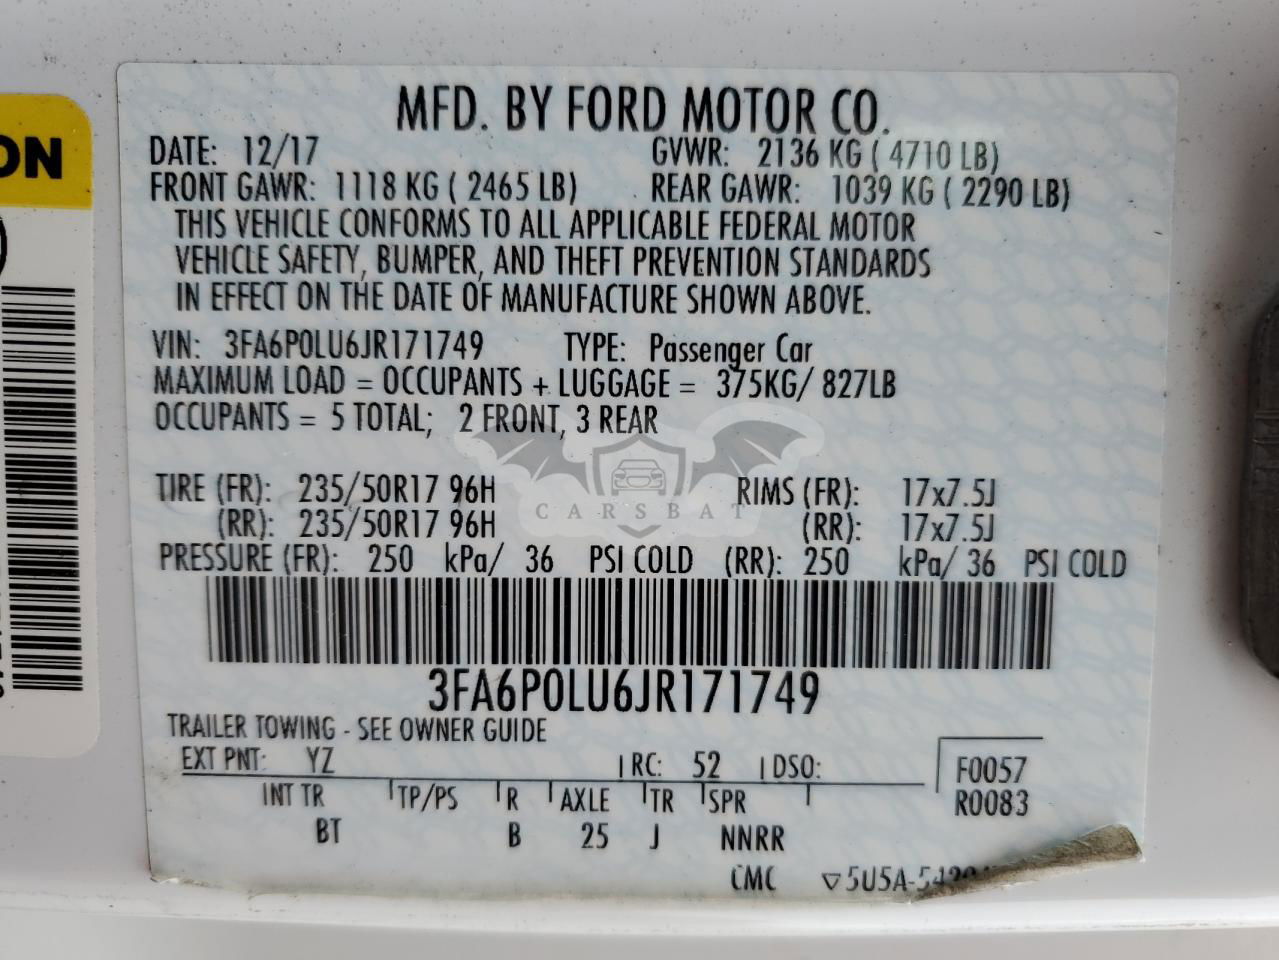 ON
MFD. BY FORD MOTOR CO.
DATE: 12/17 GVWR: 2136 KG ( 4710 LB)
FRONT GAWR: 1118 KG ( 2465 LB) REAR GAWR: 1039 KG ( 2290 LB)
THIS VEHICLE CONFORMS TO ALL APPLICABLE FEDERAL MOTOR
VEHICLE SAFETY, BUMPER, AND THEFT PREVENTION STANDARDS
IN EFFECT ON THE DATE OF MANUFACTURE SHOWN ABOVE.
VIN: 3FA6P0LU6JR171749 TYPE: Passenger Car
MAXIMUM LOAD = OCCUPANTS + LUGGAGE = 375KG/ 827LB
OCCUPANTS = 5 TOTAL; 2 FRONT, 3 REAR
TIRE (FR): 235/50R17 96H RIMS (FR): 17x7.5J
CARSBAT
(RR): 235/50R17 96H (RR): 17x7.5J
PRESSURE (FR): 250 kPa/ 36 PSI COLD (RR): 250 kPa/ 36 PSI COLD
3FA6P0LU6JR171749
TRAILER TOWING - SEE OWNER GUIDE
EXT PNT: YZ RC: 52 DSO: F0057
INT TR TP/PS R AXLE TR SPR R0083
BT B 25 J NNRR
CMC ▽5U5A-